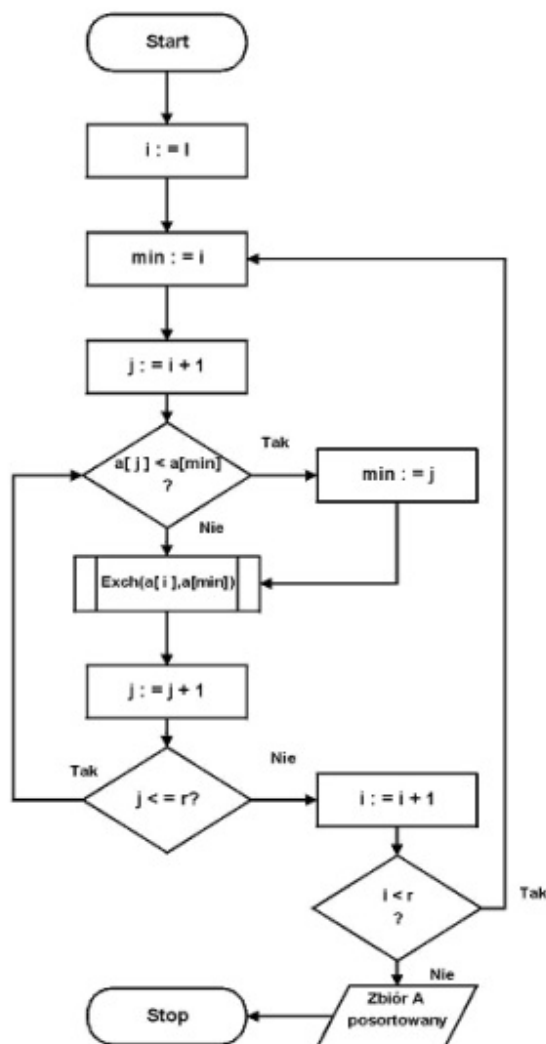 Start
i : = l
min : = i
j : = i + 1
a[ j ] < a[min]
?
Tak
min : = j
Nie
Exch(a[ i ],a[min])
j : = j + 1
Tak
j < = r?
Nie
i : = i + 1
i < r
?
Tak
Nie
Zbiór A
posortowany
Stop